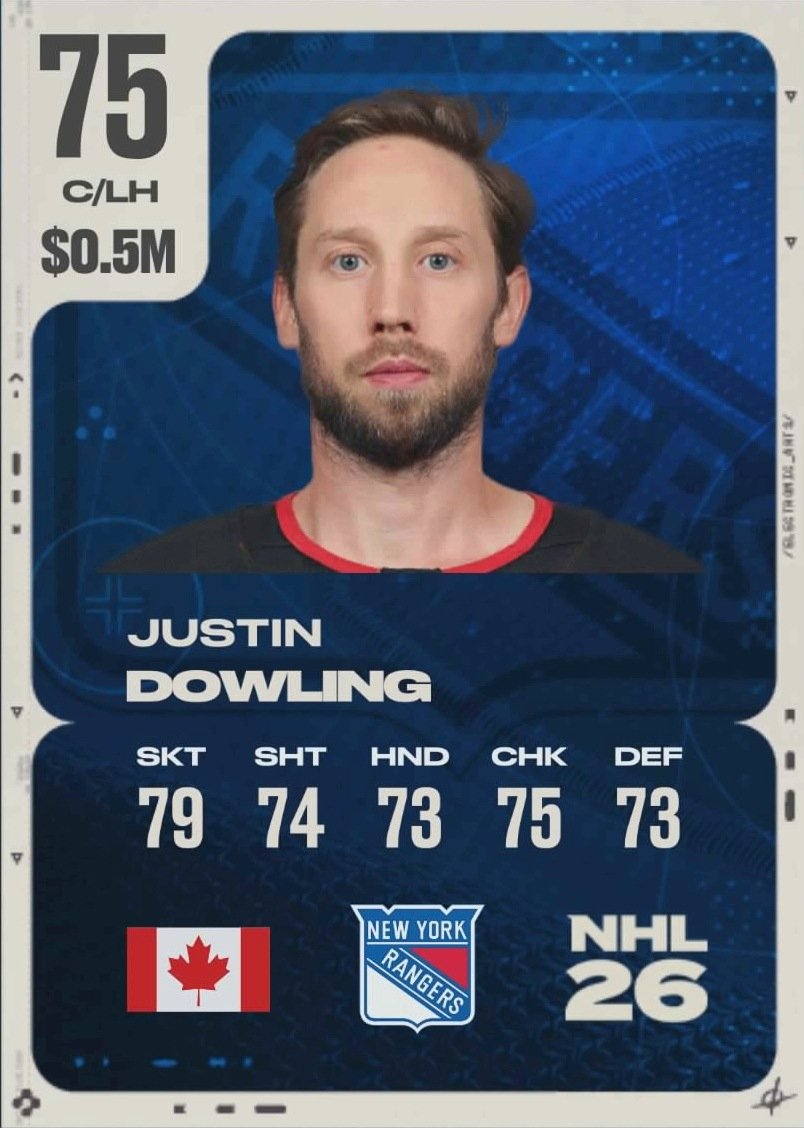 75
C/LH
$0.5M
/ELECTRONIC_ARTS/
JUSTIN
DOWLING
SKT SHT HND CHK DEF
79 74 73 75 73
NEW YORK
RANGERS
NHL
26